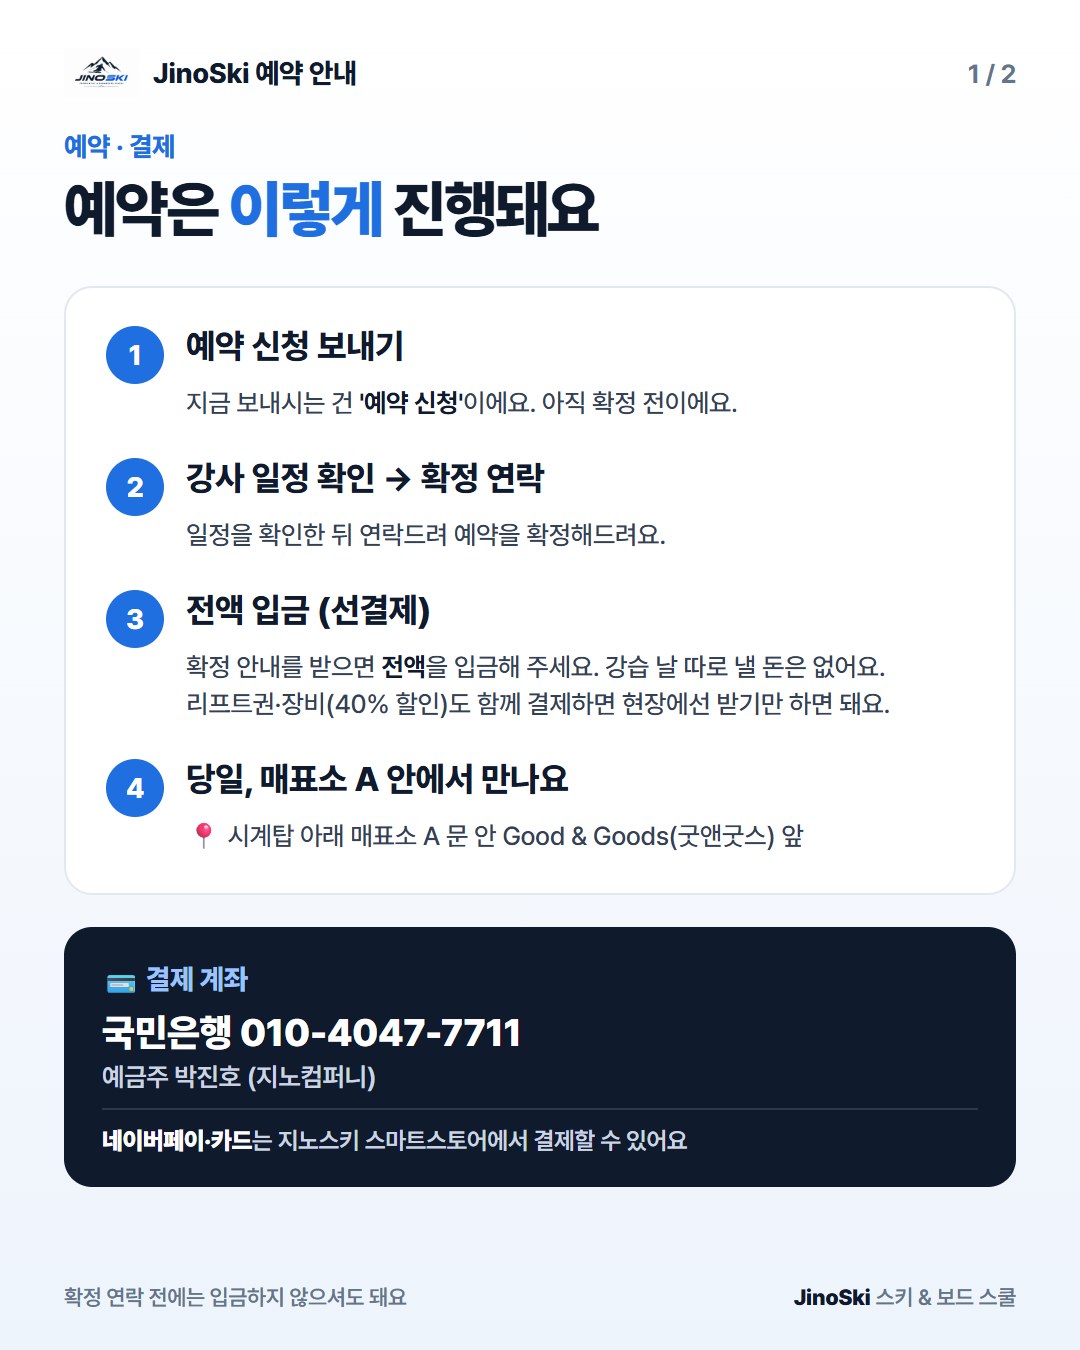 JINOSKI
JinoSki 예약 안내
1 / 2
예약 · 결제
예약은 이렇게 진행돼요
1
예약 신청 보내기
지금 보내시는 건 '예약 신청'이에요. 아직 확정 전이에요.
2
강사 일정 확인 → 확정 연락
일정을 확인한 뒤 연락드려 예약을 확정해드려요.
3
전액 입금 (선결제)
확정 안내를 받으면 전액을 입금해 주세요. 강습 날 따로 낼 돈은 없어요.
리프트권·장비(40% 할인)도 함께 결제하면 현장에선 받기만 하면 돼요.
4
당일, 매표소 A 안에서 만나요
📍 시계탑 아래 매표소 A 문 안 Good & Goods(굿앤굿스) 앞
💳 결제 계좌
국민은행 010-4047-7711
예금주 박진호 (지노컴퍼니)
네이버페이·카드는 지노스키 스마트스토어에서 결제할 수 있어요
확정 연락 전에는 입금하지 않으셔도 돼요
JinoSki 스키 & 보드 스쿨